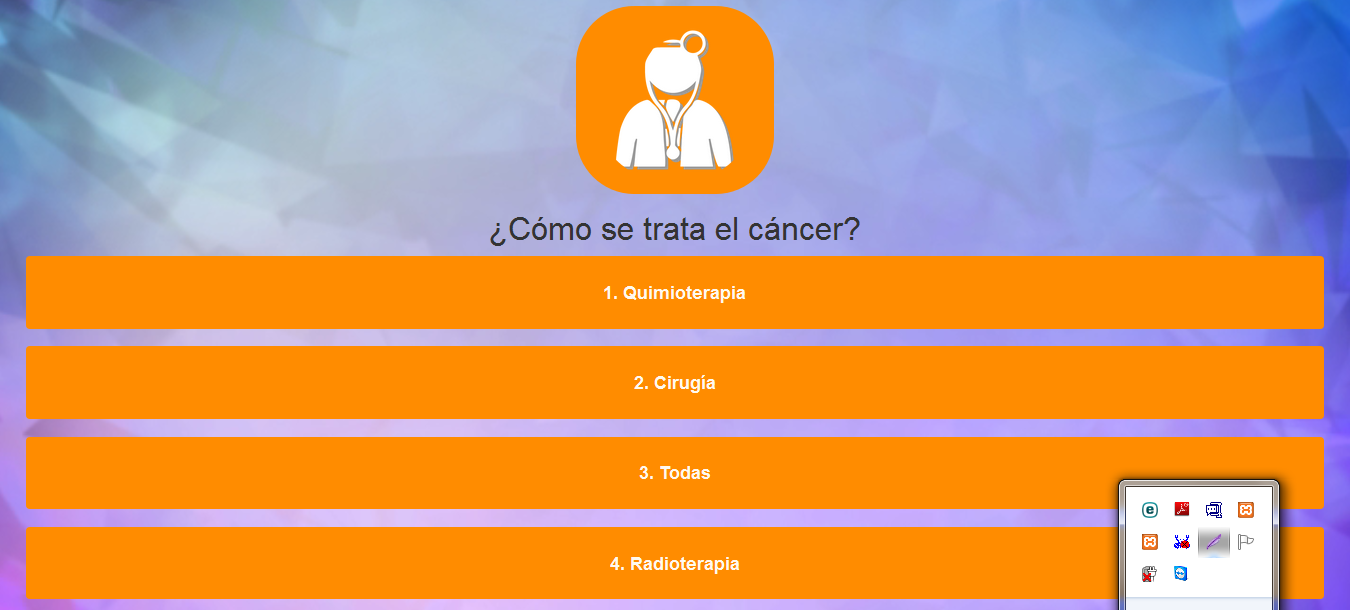 ¿Cómo se trata el cáncer?
1. Quimioterapia
2. Cirugía
3. Todas
4. Radioterapia